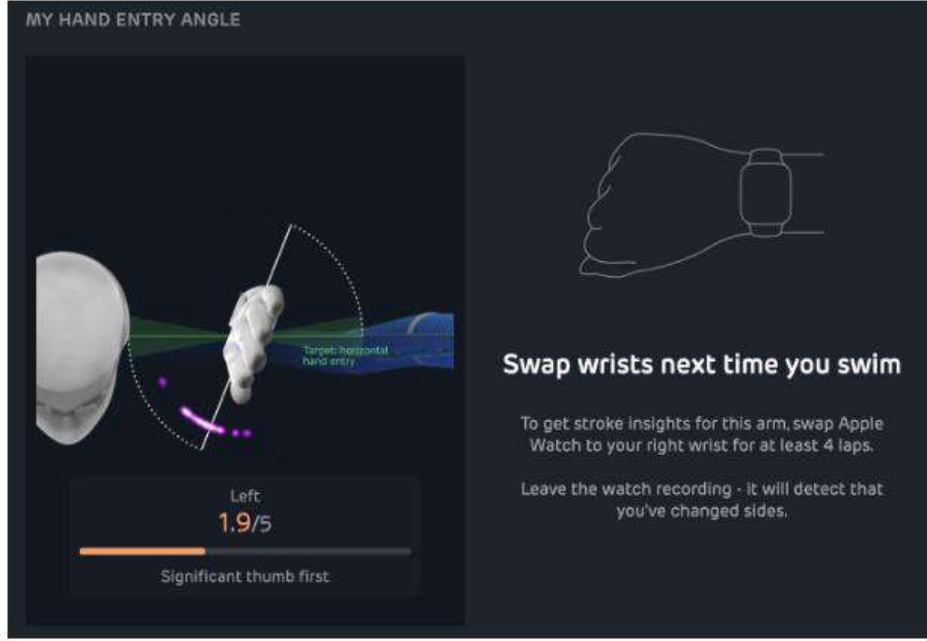 MY HAND ENTRY ANGLE
Target: horizontal
hand entry
Left
1.9/5
Significant thumb first
Swap wrists next time you swim
To get stroke insights for this arm, swap Apple
Watch to your right wrist for at least 4 laps.
Leave the watch recording - it will detect that
you've changed sides.